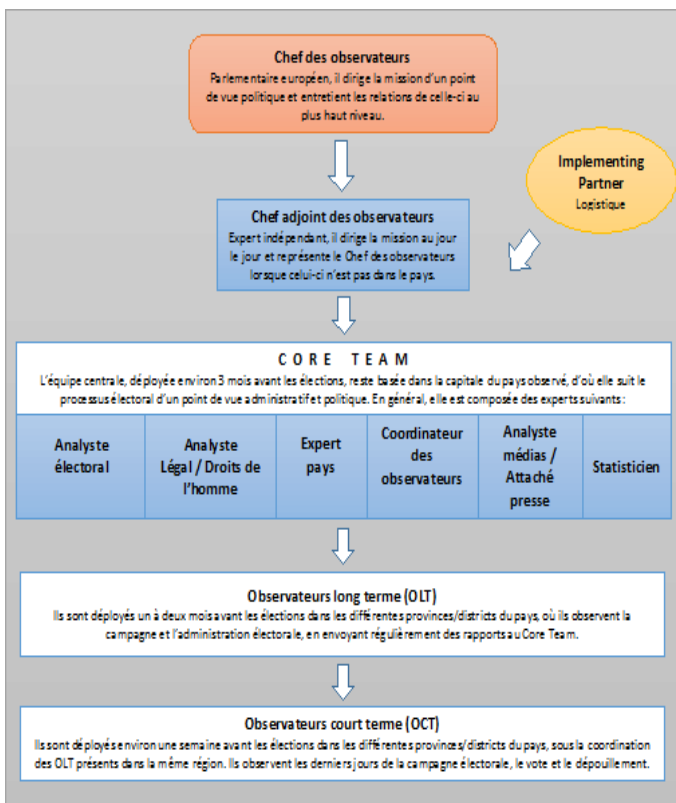 Chef des observateurs
Parlementaire européen, il dirige la mission d'un point
de vue politique et entretient les relations de celle-ci au
plus haut niveau.
Implementing
Partner
Logistique
Chef adjoint des observateurs
Expert indépendant, il dirige la mission au jour
le jour et représente le Chef des observateurs
lorsque celui-ci n'est pas dans le pays.
CORE TEAM
L'équipe centrale, déployée environ 3 mois avant les élections, reste basée dans la capitale du pays observé, d'où elle suit le
processus électoral d'un point de vue administratif et politique. En général, elle est composée des experts suivants :
Analyste
électoral
Analyste
Légal / Droits de
l'homme
Expert
pays
Coordinateur
des
observateurs
Analyste
médias /
Attaché
presse
Statisticien
Observateurs long terme (OLT)
Ils sont déployés un à deux mois avant les élections dans les différentes provinces/districts du pays, où ils observent la
campagne et l'administration électorale, en envoyant régulièrement des rapports au Core Team.
Observateurs court terme (OCT)
Ils sont déployés environ une semaine avant les élections dans les différentes provinces/districts du pays, sous la coordination
des OLT présents dans la même région. Ils observent les derniers jours de la campagne électorale, le vote et le dépouillement.